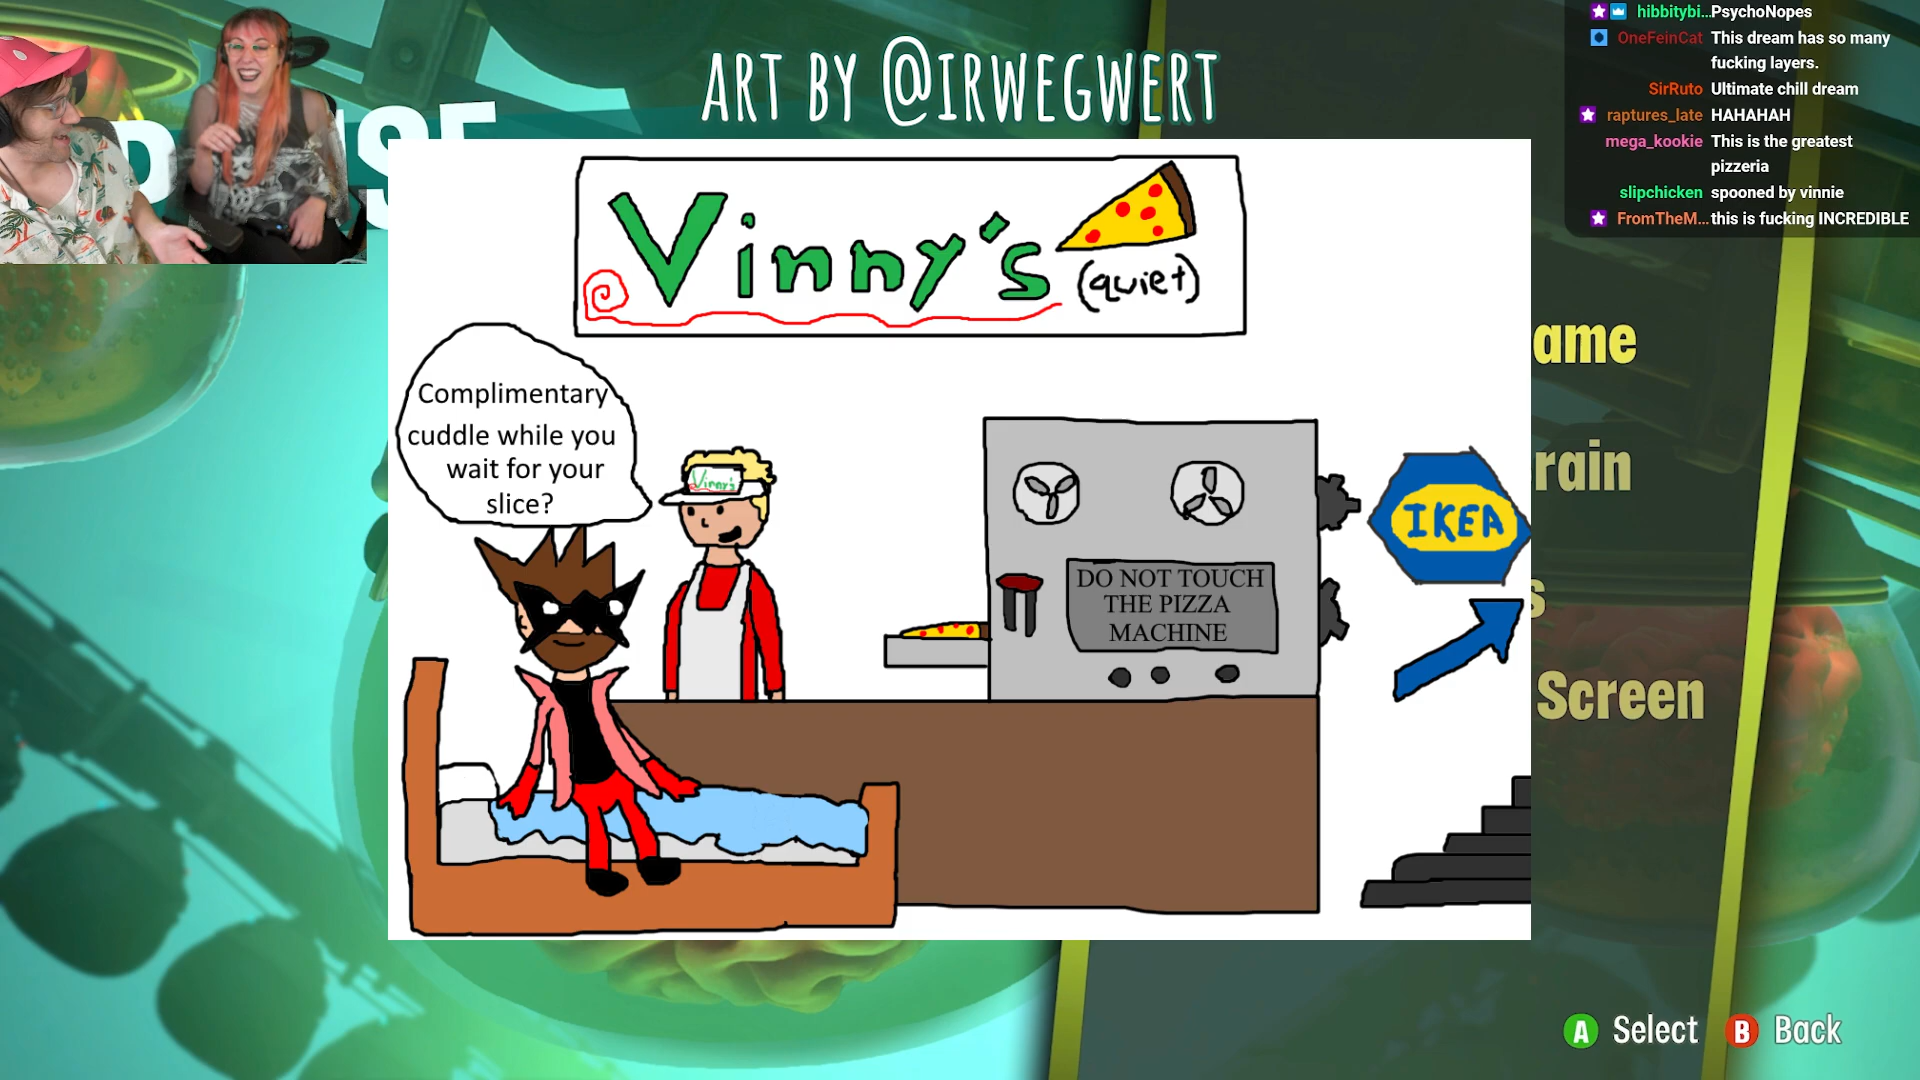 ART BY @IRWEGWERT
hibbitybi...PsychoNopes
OneFeinCat This dream has so many
fucking layers.
SirRuto Ultimate chill dream
raptures_late HAHAHAH
mega_kookie This is the greatest
pizzeria
slipchicken spooned by vinnie
FromTheM...this is fucking INCREDIBLE
Vinny's
(quiet)
Complimentary
cuddle while you
wait for your
slice?
Vinny's
DO NOT TOUCH
THE PIZZA
MACHINE
IKEA
ame
rain
s
Screen
A Select B Back